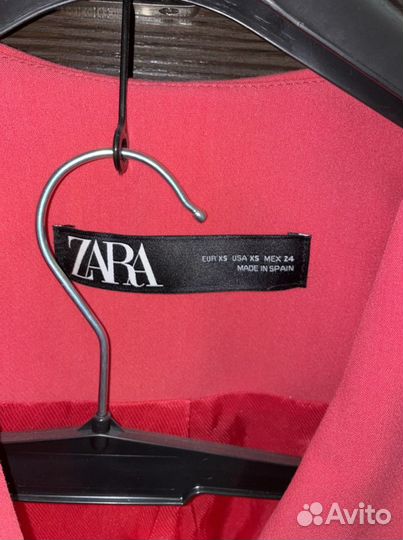 ZARA
EUR XS USA XS MEX 24
MADE IN SPAIN
Avito